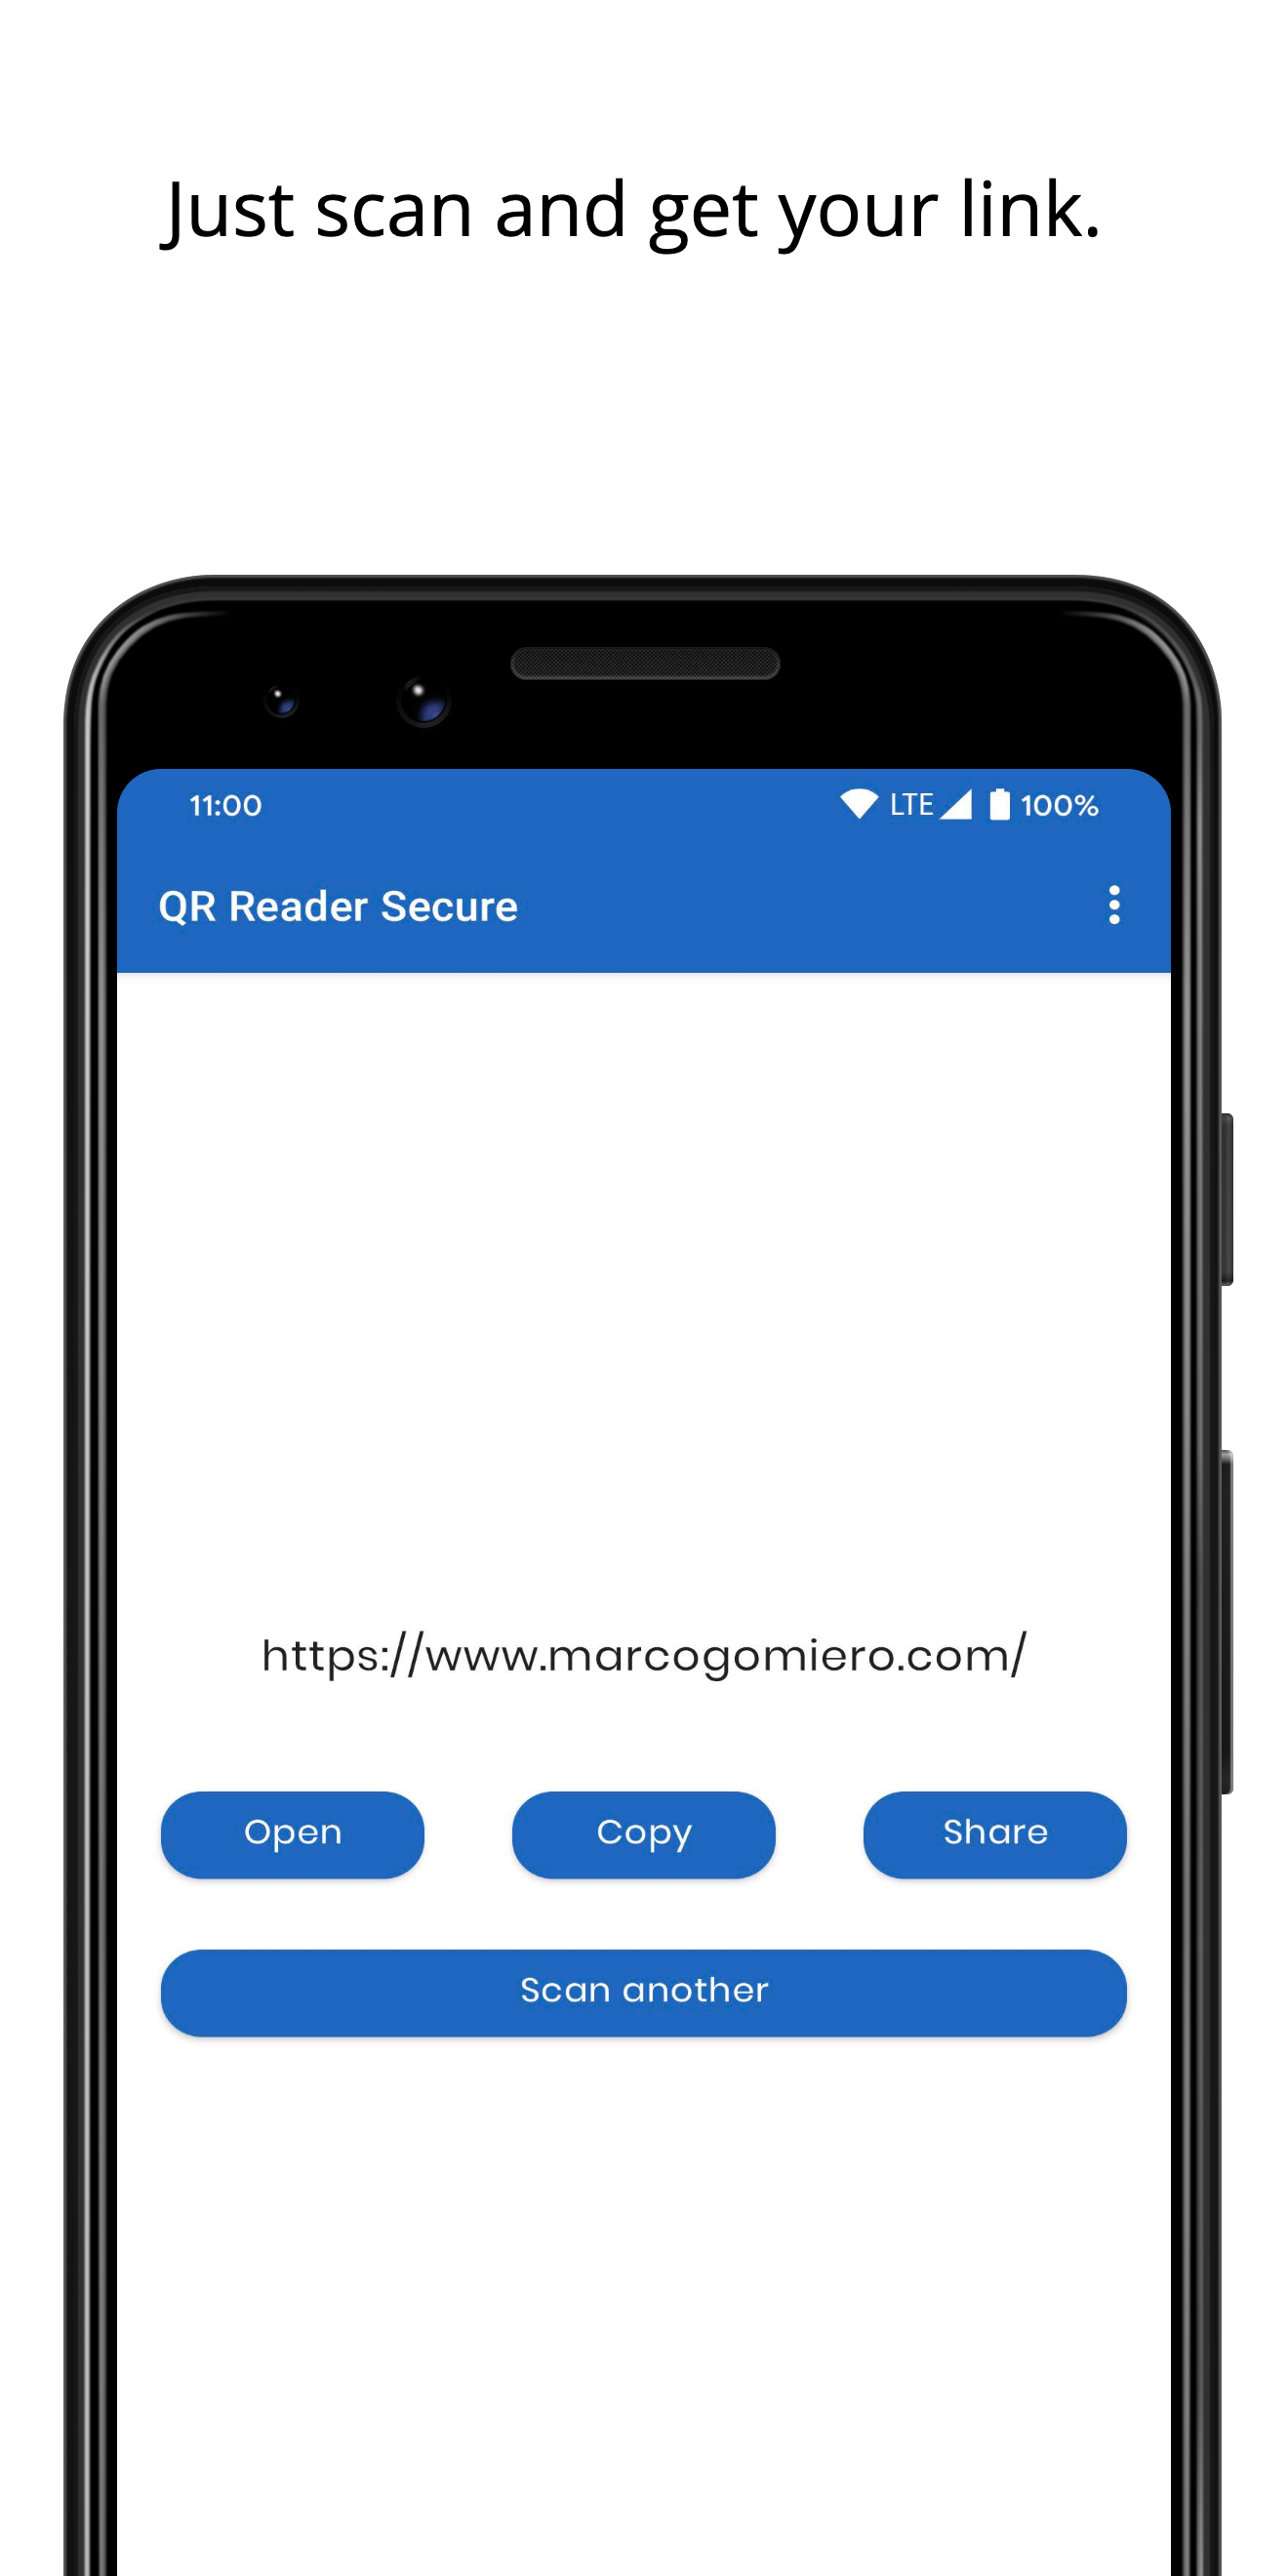 Just scan and get your link.
11:00 LTE 100%
QR Reader Secure
https://www.marcogomiero.com/
Open Copy Share
Scan another